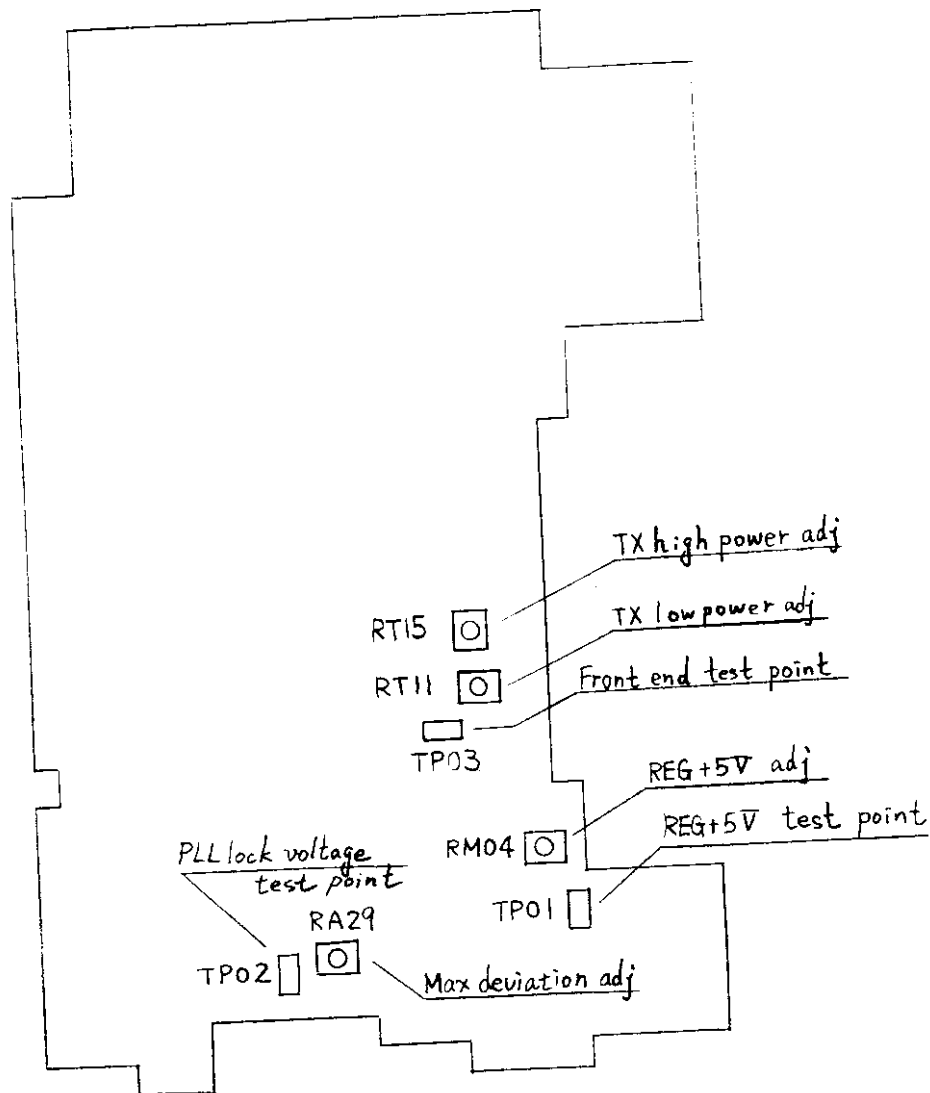 TX high power adj
RT15
TX low power adj
RT11
Front end test point
TP03
REG+5V adj
RM04
REG+5V test point
PLL lock voltage
test point
TP01
RA29
TP02
Max deviation adj